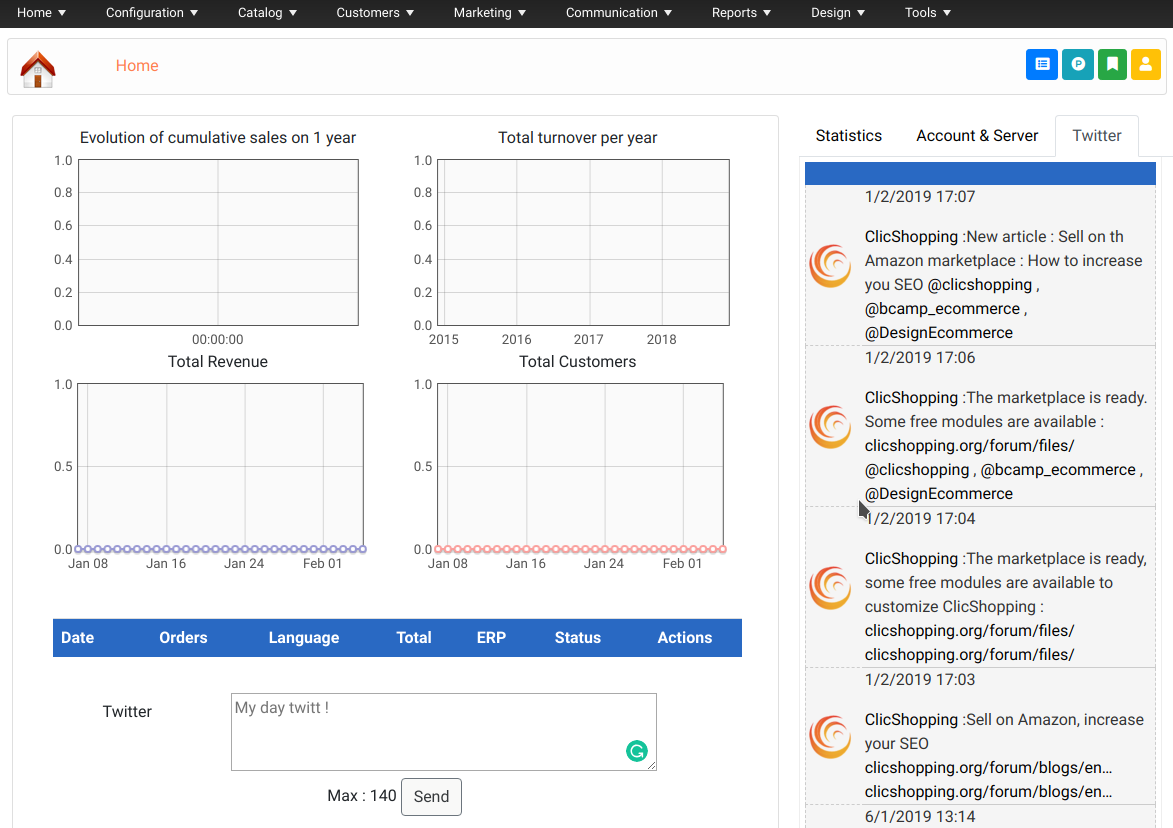 Home Configuration Catalog Customers Marketing Communication Reports Design Tools
Home
P
Evolution of cumulative sales on 1 year
1.0
0.8
0.6
0.4
0.2
0.0
00:00:00
Total turnover per year
1.0
0.8
0.6
0.4
0.2
0.0
2015 2016 2017 2018
Total Revenue
1.0
0.5
0.0
Jan 08 Jan 16 Jan 24 Feb 01
Total Customers
1.0
0.5
0.0
Jan 08 Jan 16 Jan 24 Feb 01
Date Orders Language Total ERP Status Actions
Twitter
My day twitt !
Max : 140 Send
Statistics Account & Server Twitter
1/2/2019 17:07
ClicShopping :New article : Sell on th
Amazon marketplace : How to increase
you SEO @clicshopping ,
@bcamp_ecommerce ,
@DesignEcommerce
1/2/2019 17:06
ClicShopping :The marketplace is ready.
Some free modules are available :
clicshopping.org/forum/files/
@clicshopping , @bcamp_ecommerce ,
@DesignEcommerce
1/2/2019 17:04
ClicShopping :The marketplace is ready,
some free modules are available to
customize ClicShopping :
clicshopping.org/forum/files/
clicshopping.org/forum/files/
1/2/2019 17:03
ClicShopping :Sell on Amazon, increase
your SEO
clicshopping.org/forum/blogs/en…
clicshopping.org/forum/blogs/en…
6/1/2019 13:14